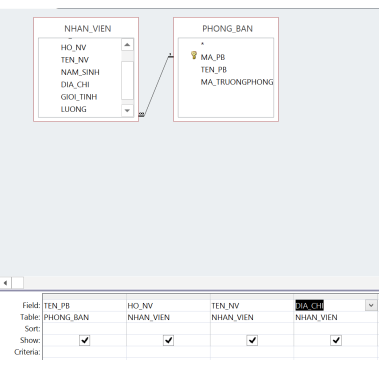 NHAN_VIEN
HO_NV
TEN_NV
NAM_SINH
DIA_CHI
GIOI_TINH
LUONG
PHONG_BAN
*
MA_PB
TEN_PB
MA_TRUONGPHONG
1
∞
Field: TEN_PB HO_NV TEN_NV DIA_CHI
Table: PHONG_BAN NHAN_VIEN NHAN_VIEN NHAN_VIEN
Sort:
Show:
Criteria: